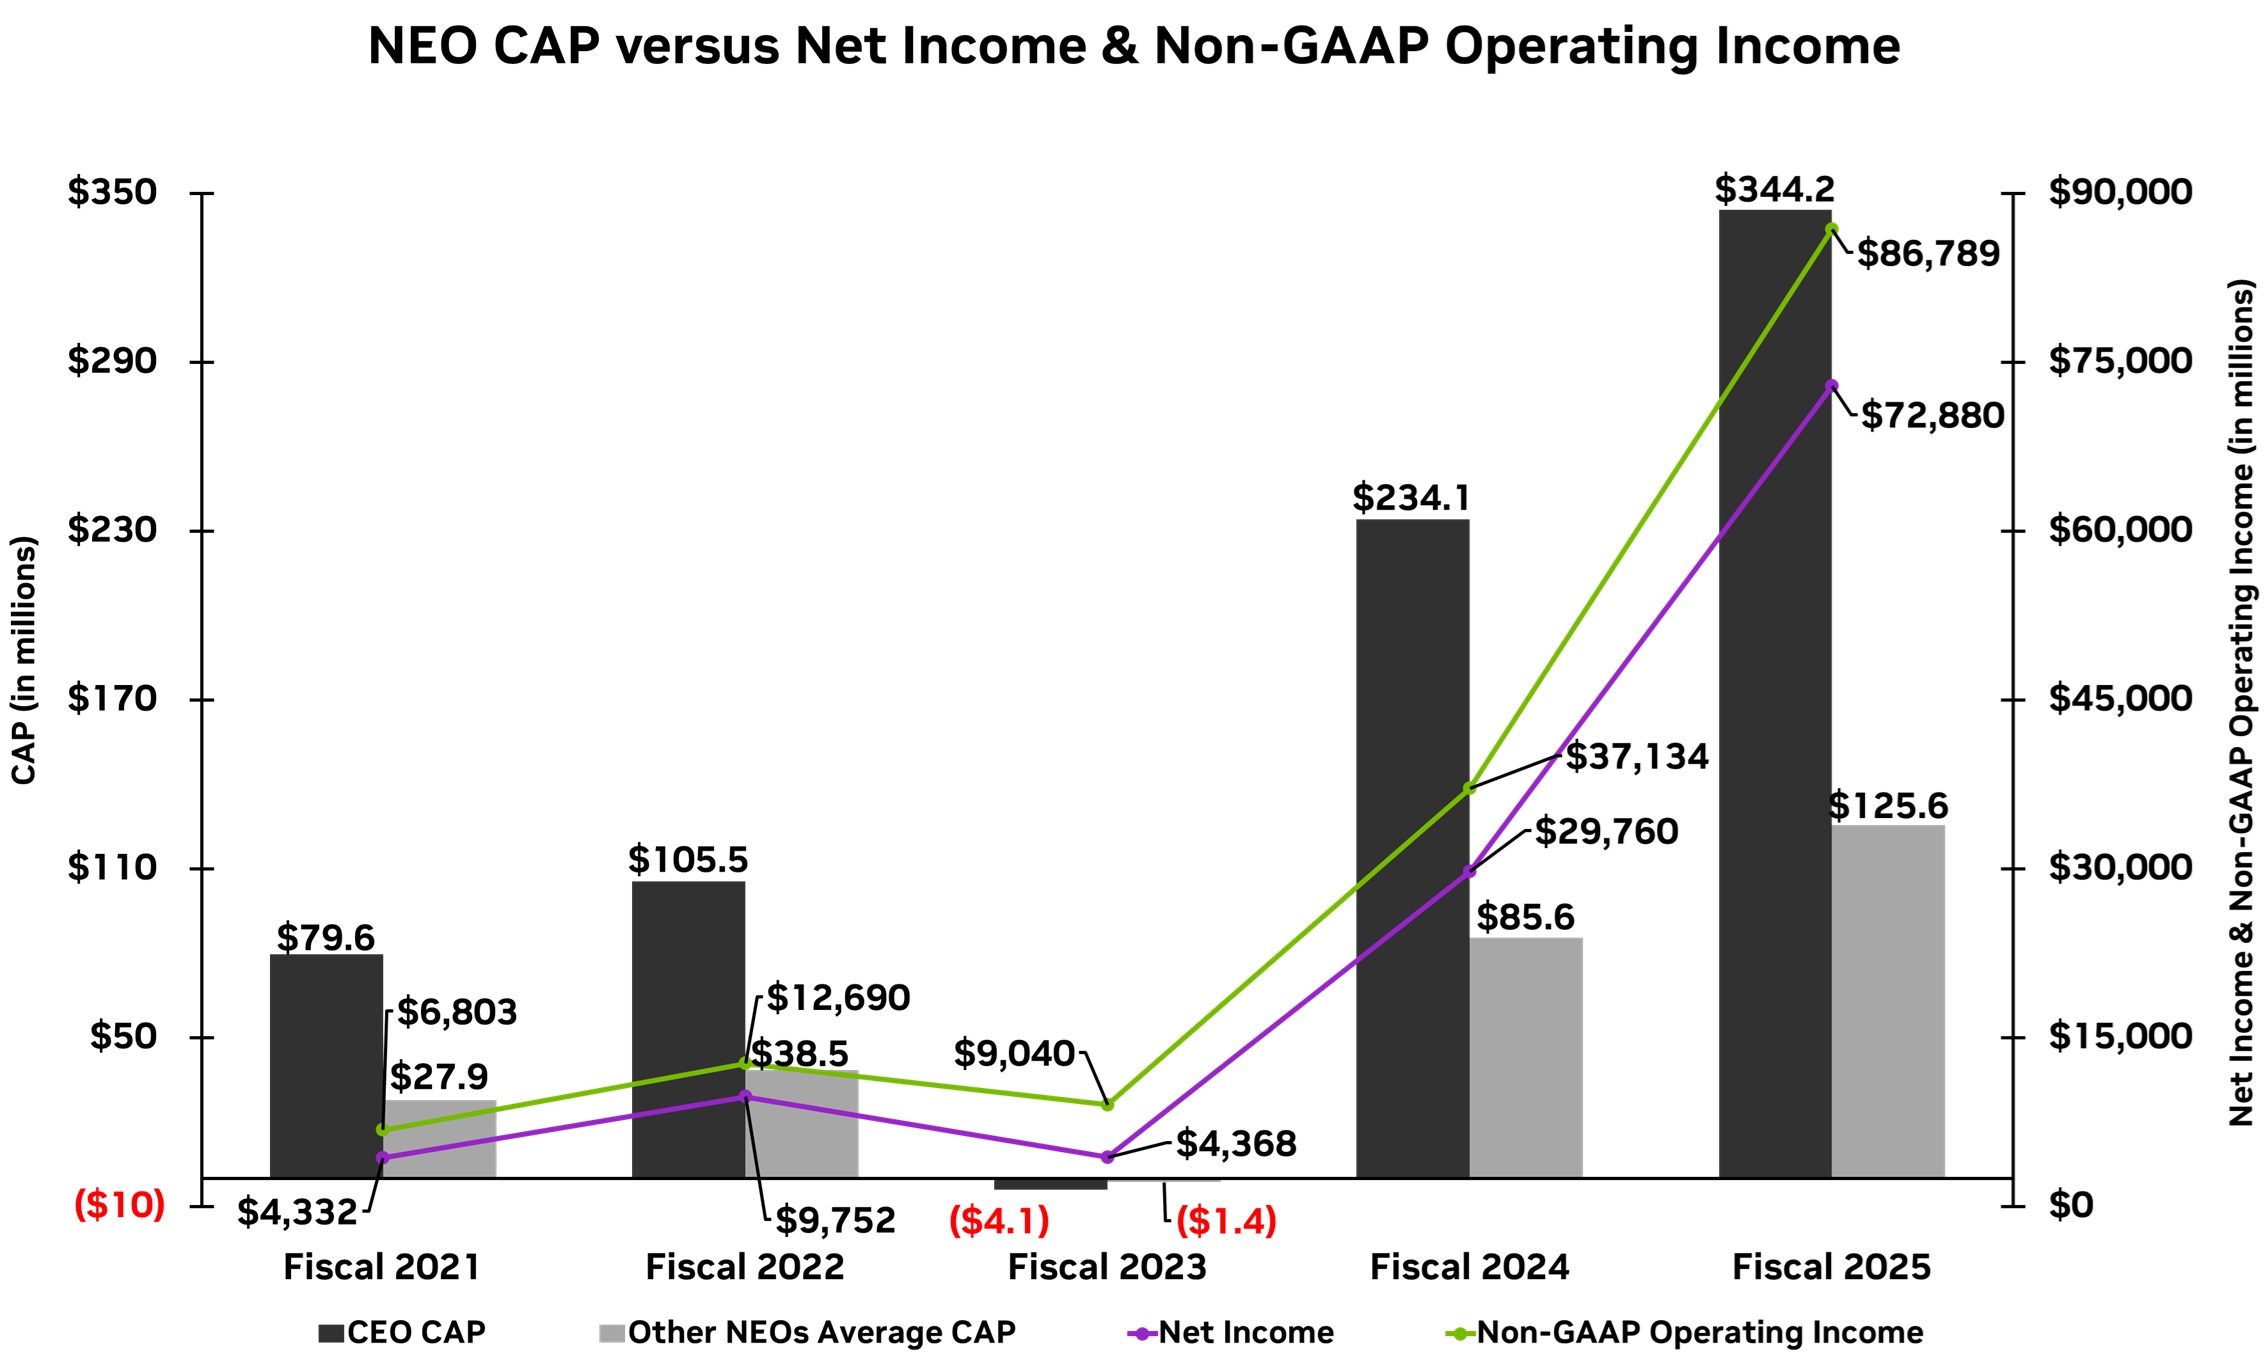 NEO CAP versus Net Income & Non-GAAP Operating Income
CAP (in millions)
$350
$290
$230
$170
$110
$50
($10)
$79.6
$6,803
$27.9
$4,332
$105.5
$12,690
$38.5
$9,752
$9,040
$4,368
($4.1)
($1.4)
$234.1
$37,134
$29,760
$85.6
$344.2
$86,789
$72,880
$125.6
$90,000
$75,000
$60,000
$45,000
$30,000
$15,000
$0
Net Income & Non-GAAP Operating Income (in millions)
Fiscal 2021
Fiscal 2022
Fiscal 2023
Fiscal 2024
Fiscal 2025
CEO CAP
Other NEOs Average CAP
Net Income
Non-GAAP Operating Income